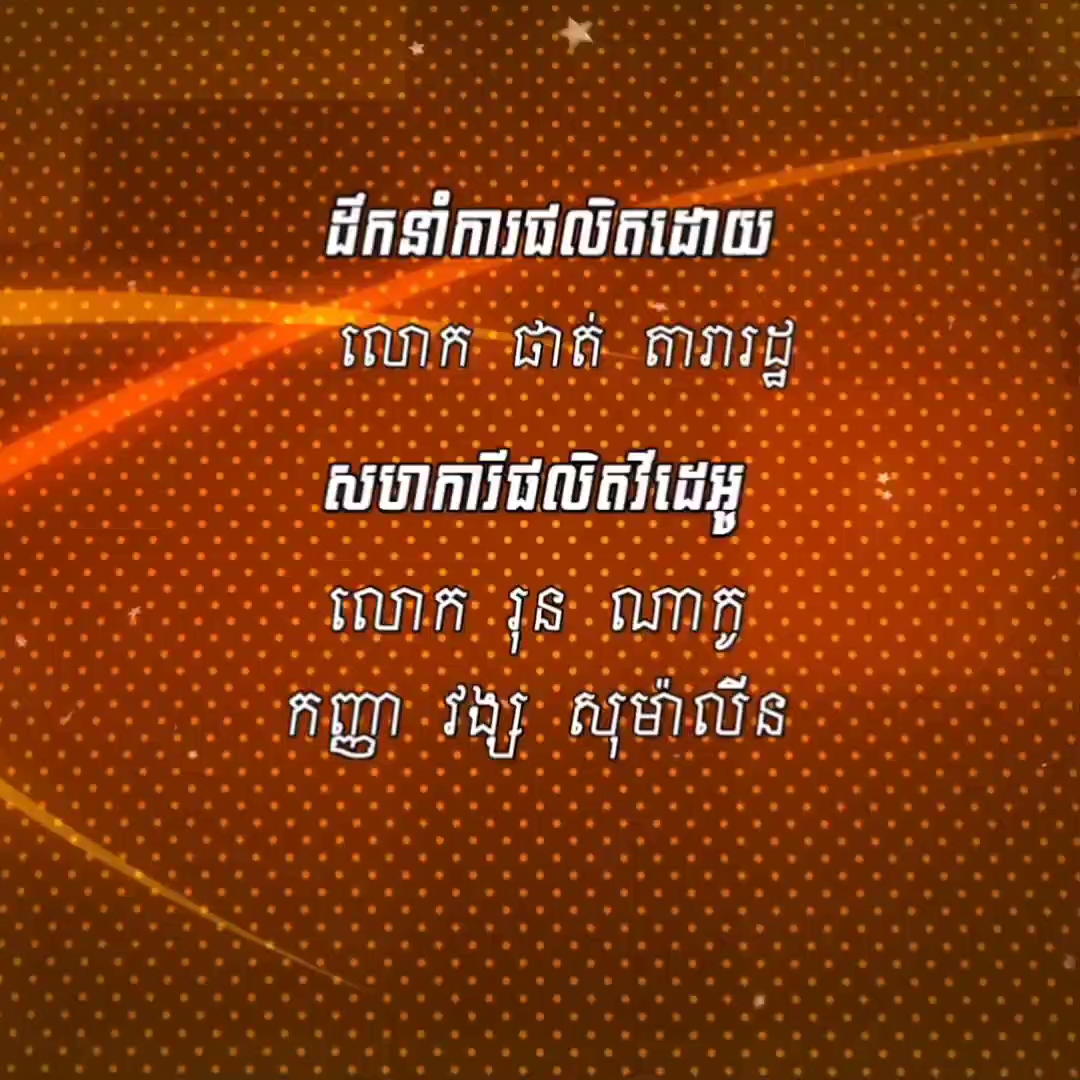 ដឹកនាំការផលិតដោយ
លោក ផាត់ តារារដ្ឋ
សហការីផលិតវីដេអូ
លោក រុន ណាកូ
កញ្ញា វង្ស សុម៉ាលីន